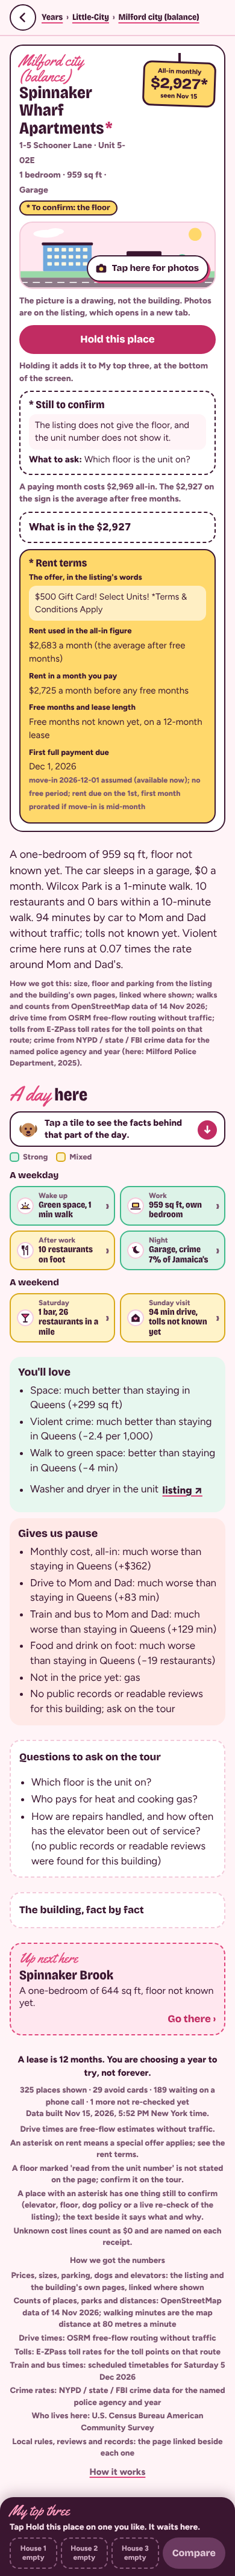 Years › Little-City › Milford city (balance)
Milford city
(balance)
Spinnaker
Wharf
Apartments*
1-5 Schooner Lane · Unit 5-
02E
1 bedroom · 959 sq ft ·
Garage
* To confirm: the floor
All-in monthly
$2,927*
seen Nov 15
Tap here for photos
The picture is a drawing, not the building. Photos
are on the listing, which opens in a new tab.
Hold this place
Holding it adds it to My top three, at the bottom
of the screen.
* Still to confirm
The listing does not give the floor, and
the unit number does not show it.
What to ask: Which floor is the unit on?
A paying month costs $2,969 all-in. The $2,927 on
the sign is the average after free months.
What is in the $2,927
* Rent terms
The offer, in the listing's words
$500 Gift Card! Select Units! *Terms &
Conditions Apply
Rent used in the all-in figure
$2,683 a month (the average after free
months)
Rent in a month you pay
$2,725 a month before any free months
Free months and lease length
Free months not known yet, on a 12-month
lease
First full payment due
Dec 1, 2026
move-in 2026-12-01 assumed (available now); no
free period; rent due on the 1st, first month
prorated if move-in is mid-month
A one-bedroom of 959 sq ft, floor not
known yet. The car sleeps in a garage, $0 a
month. Wilcox Park is a 1-minute walk. 10
restaurants and 0 bars within a 10-minute
walk. 94 minutes by car to Mom and Dad
without traffic; tolls not known yet. Violent
crime here runs at 0.07 times the rate
around Mom and Dad's.
How we got this: size, floor and parking from the listing
and the building's own pages, linked where shown; walks
and counts from OpenStreetMap data of 14 Nov 2026;
drive time from OSRM free-flow routing without traffic;
tolls from E-ZPass toll rates for the toll points on that
route; crime from NYPD / state / FBI crime data for the
named police agency and year (here: Milford Police
Department, 2025).
A day here
Tap a tile to see the facts behind
that part of the day.
Strong Mixed
A weekday
Wake up
Green space, 1
min walk
Work
959 sq ft, own
bedroom
After work
10 restaurants
on foot
Night
Garage, crime
7% of Jamaica's
A weekend
Saturday
1 bar, 26
restaurants in a
mile
Sunday visit
94 min drive,
tolls not known
yet
You'll love
• Space: much better than staying in
Queens (+299 sq ft)
• Violent crime: much better than staying
in Queens (−2.4 per 1,000)
• Walk to green space: better than staying
in Queens (−4 min)
• Washer and dryer in the unit listing ↗
Gives us pause
• Monthly cost, all-in: much worse than
staying in Queens (+$362)
• Drive to Mom and Dad: much worse than
staying in Queens (+83 min)
• Train and bus to Mom and Dad: much
worse than staying in Queens (+129 min)
• Food and drink on foot: much worse
than staying in Queens (−19 restaurants)
• Not in the price yet: gas
• No public records or readable reviews
for this building; ask on the tour
Questions to ask on the tour
• Which floor is the unit on?
• Who pays for heat and cooking gas?
• How are repairs handled, and how often
has the elevator been out of service?
(no public records or readable reviews
were found for this building)
The building, fact by fact
Up next here
Spinnaker Brook
A one-bedroom of 644 sq ft, floor not known
yet.
Go there ›
A lease is 12 months. You are choosing a year to
try, not forever.
325 places shown · 29 avoid cards · 189 waiting on a
phone call · 1 more not vetted yet
Data built Nov 15, 2026, 5:52 PM New York time.
Drive times are free-flow estimates without traffic.
An asterisk on rent means a special offer applies; see the
rent terms.
A floor marked 'read from the unit number' is not stated
on the page; confirm it on the tour.
A place with an asterisk has one thing still to confirm
(elevator, floor, dog policy or a live re-check of the
listing); the text beside it says what and why.
Unknown cost lines count as $0 and are named on each
receipt.
How we got the numbers
Prices, sizes, parking, dogs and elevators: the listing and
the building's own pages, linked where shown
Counts of places, parks and distances: OpenStreetMap
data of 14 Nov 2026; walking minutes are the map
distance at 80 metres a minute
Drive times: OSRM free-flow routing without traffic
Tolls: E-ZPass toll rates for the toll points on that route
Train and bus times: scheduled timetables for Saturday 5
Dec 2026
Crime rates: NYPD / state / FBI crime data for the named
police agency and year
Who lives here: U.S. Census Bureau American
Community Survey
Local rules, reviews and records: the page linked beside
each one
How it works
My top three
Tap Hold this place on one you like. It waits here.
House 1
empty
House 2
empty
House 3
empty
Compare